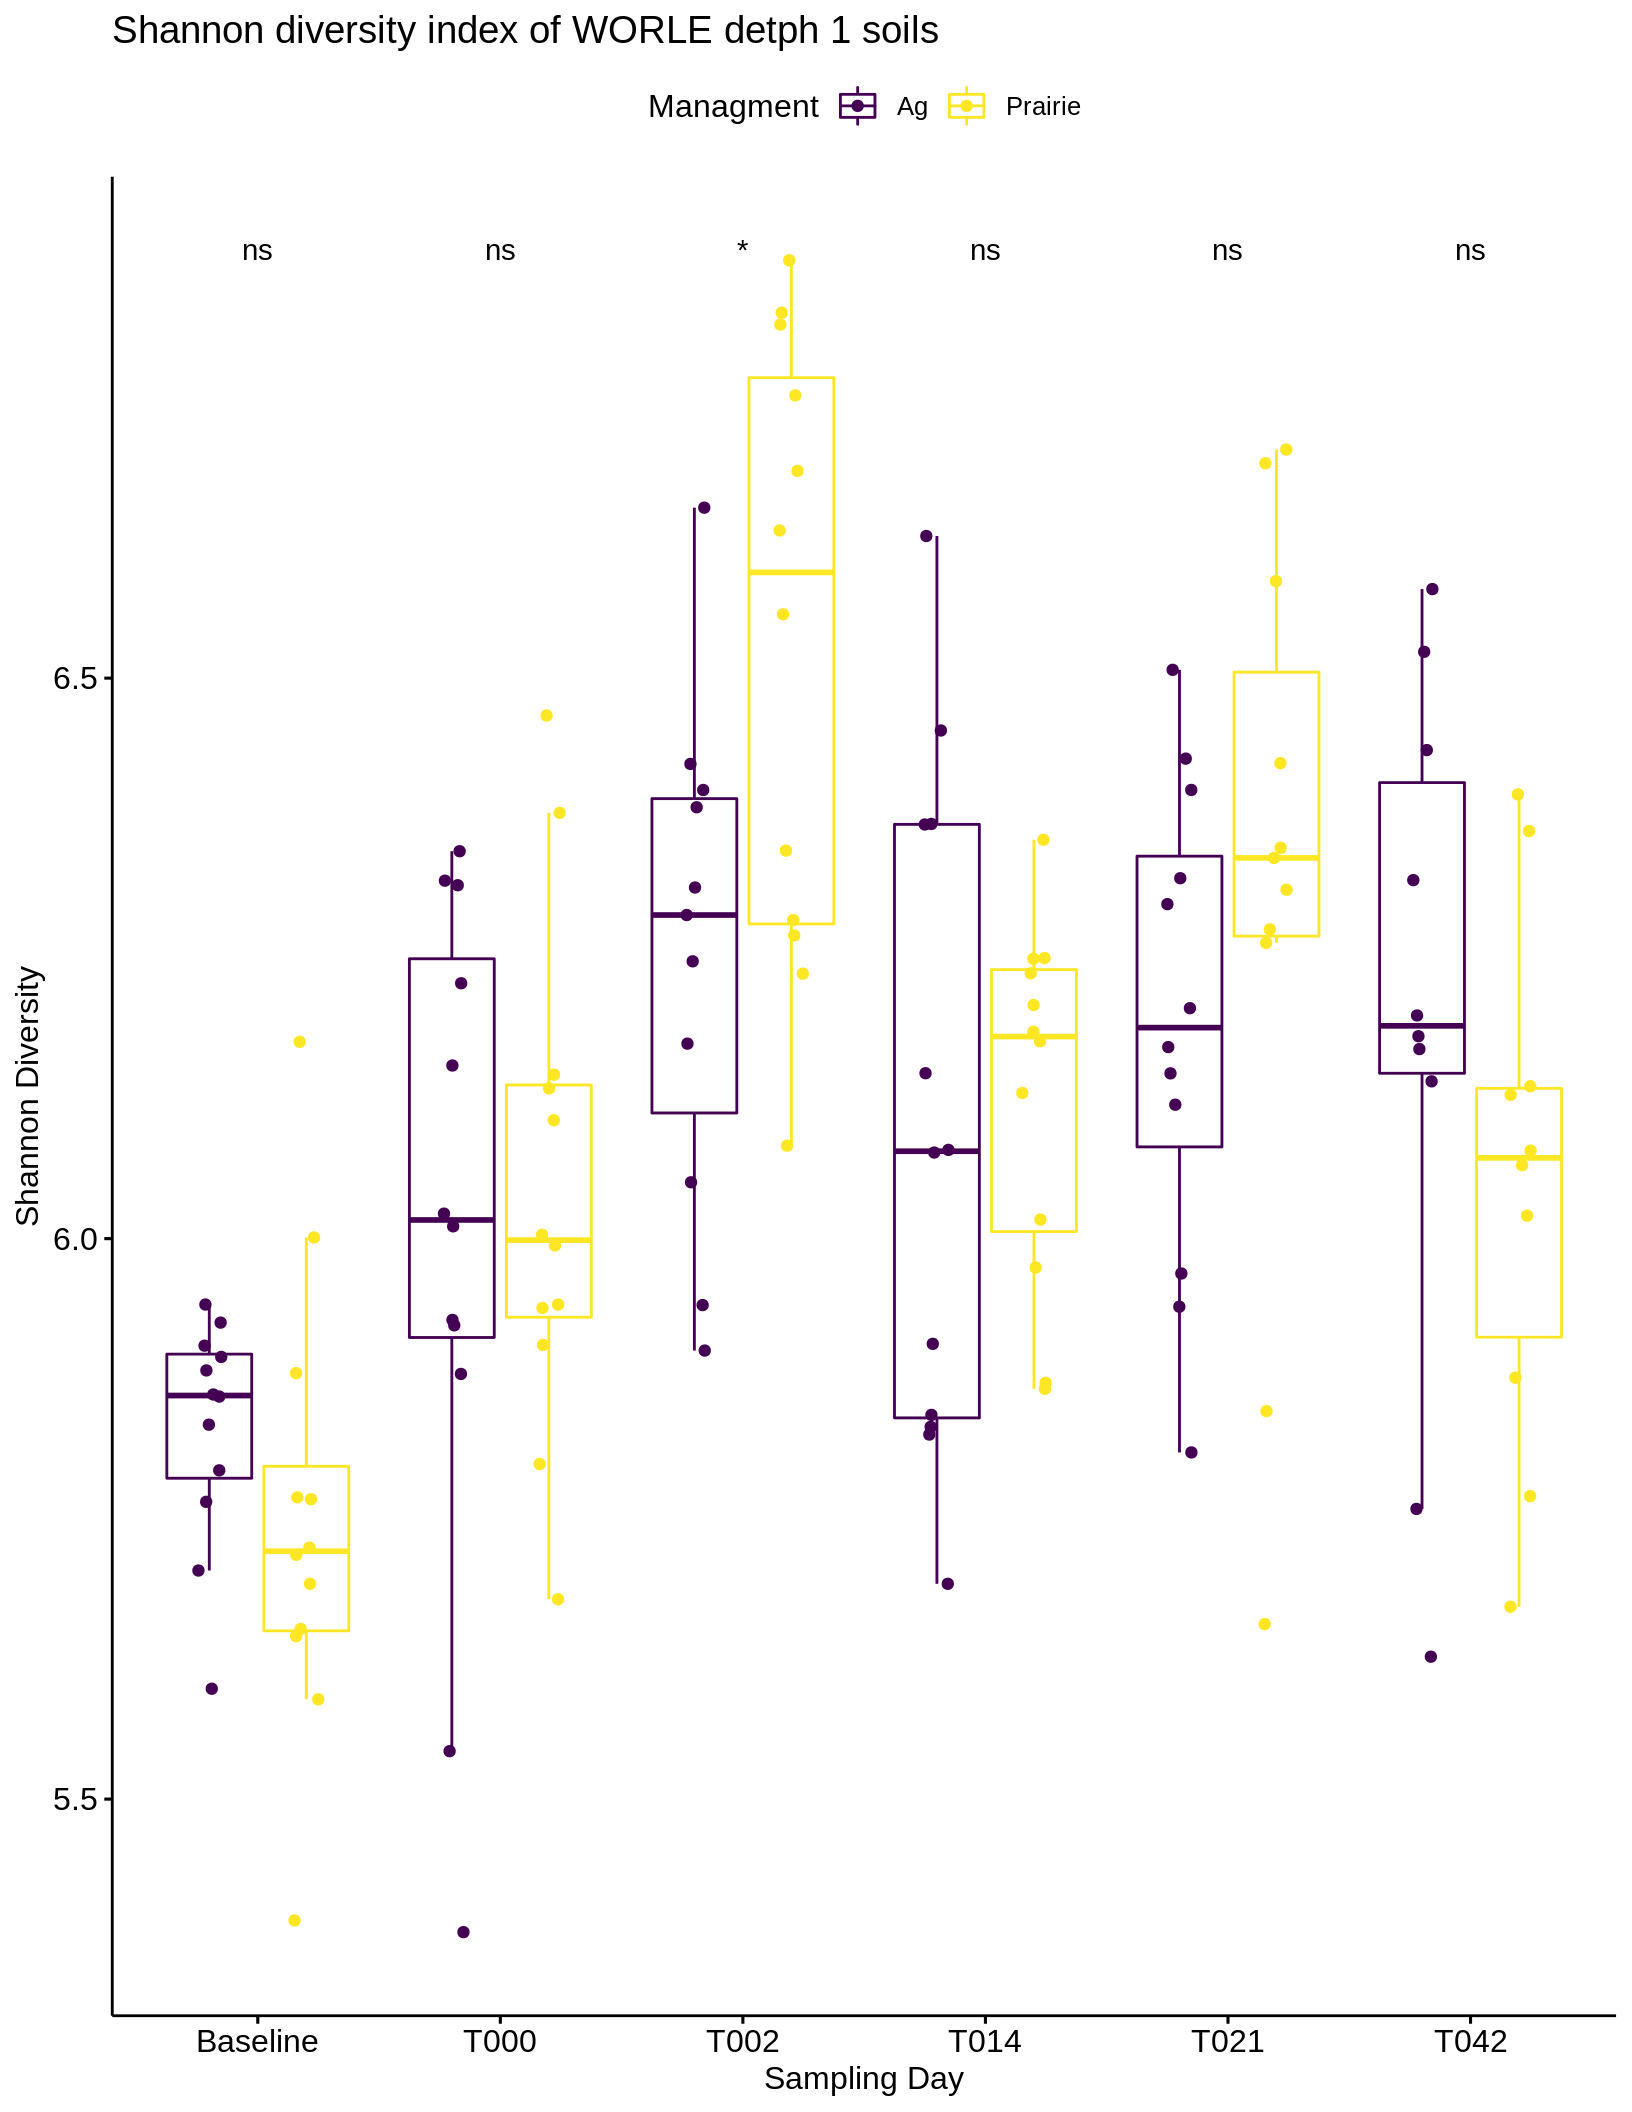 Shannon diversity index of WORLE detph 1 soils
Managment Ag Prairie
ns ns * ns ns ns
6.5
6.0
5.5
Shannon Diversity
Baseline T000 T002 T014 T021 T042
Sampling Day